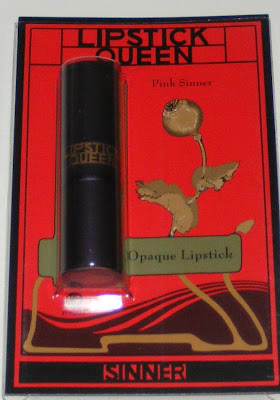 LIPSTICK
QUEEN
Pink Sinner
LIPSTICK
QUEEN
Opaque Lipstick
SINNER